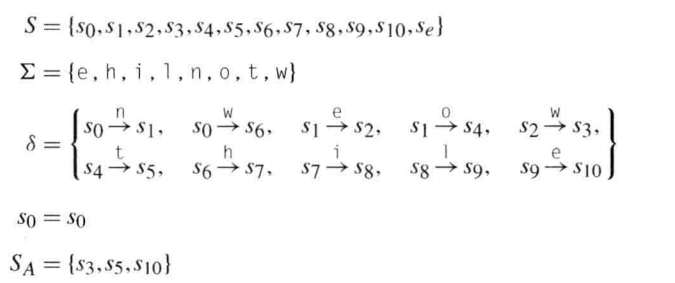 S = {s0,s1,s2,s3,s4,s5,s6,s7,s8,s9,s10,se}
Σ = {e,h,i,l,n,o,t,w}
δ = { s0 →n s1, s0 →w s6, s1 →e s2, s1 →o s4, s2 →w s3,
s4 →t s5, s6 →h s7, s7 →i s8, s8 →l s9, s9 →e s10 }
s0 = s0
SA = {s3,s5,s10}